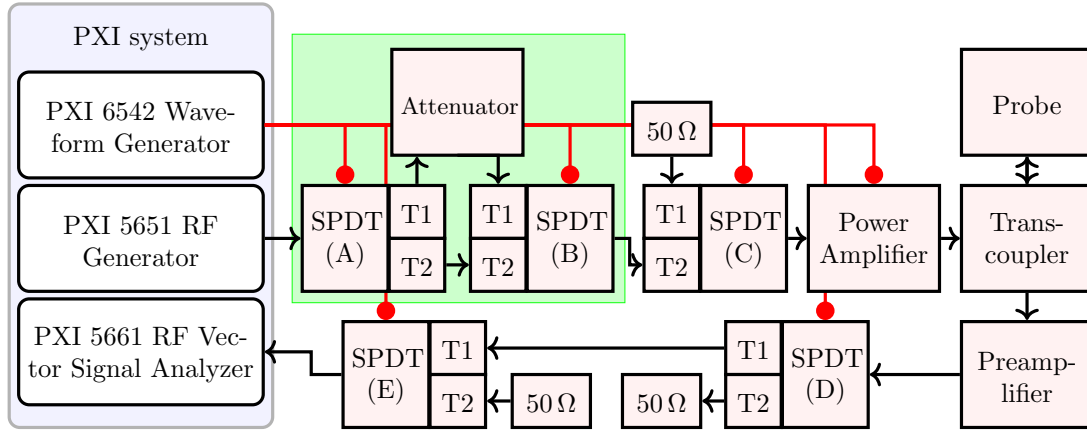 PXI system
PXI 6542 Wave-
form Generator
PXI 5651 RF
Generator
PXI 5661 RF Vec-
tor Signal Analyzer
Attenuator
50 Ω
Probe
SPDT
(A)
T1
T2
T1
T2
SPDT
(B)
T1
T2
SPDT
(C)
Power
Amplifier
Trans-
coupler
SPDT
(E)
T1
T2
50 Ω
50 Ω
T1
T2
SPDT
(D)
Preamp-
lifier